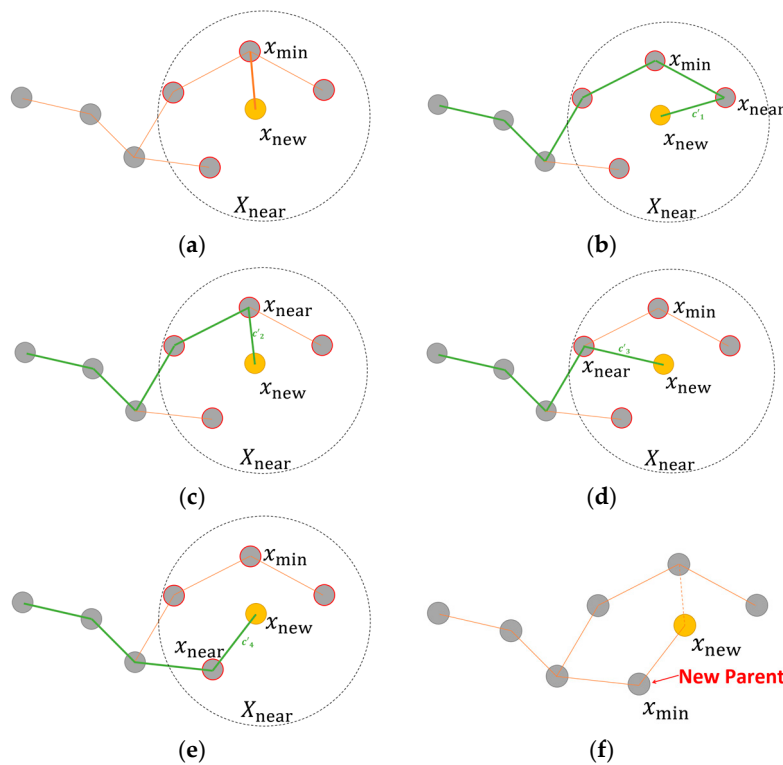 x_min
x_new
X_near
(a)
x_min
x_near
c'_1
x_new
X_near
(b)
x_near
c'_2
x_new
X_near
(c)
x_min
c'_3
x_near
x_new
X_near
(d)
x_min
x_new
x_near
c'_4
X_near
(e)
x_new
New Parent
x_min
(f)